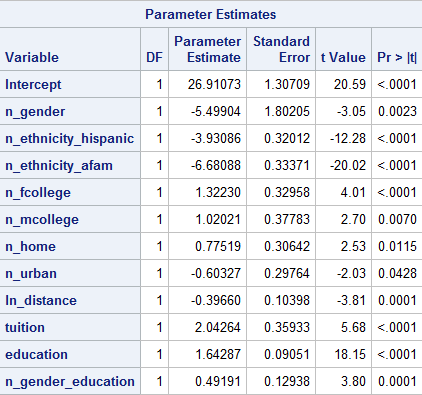 Parameter Estimates
Variable DF Parameter Estimate Standard Error t Value Pr > |t|
Intercept 1 26.91073 1.30709 20.59 <.0001
n_gender 1 -5.49904 1.80205 -3.05 0.0023
n_ethnicity_hispanic 1 -3.93086 0.32012 -12.28 <.0001
n_ethnicity_afam 1 -6.68088 0.33371 -20.02 <.0001
n_fcollege 1 1.32230 0.32958 4.01 <.0001
n_mcollege 1 1.02021 0.37783 2.70 0.0070
n_home 1 0.77519 0.30642 2.53 0.0115
n_urban 1 -0.60327 0.29764 -2.03 0.0428
ln_distance 1 -0.39660 0.10398 -3.81 0.0001
tuition 1 2.04264 0.35933 5.68 <.0001
education 1 1.64287 0.09051 18.15 <.0001
n_gender_education 1 0.49191 0.12938 3.80 0.0001